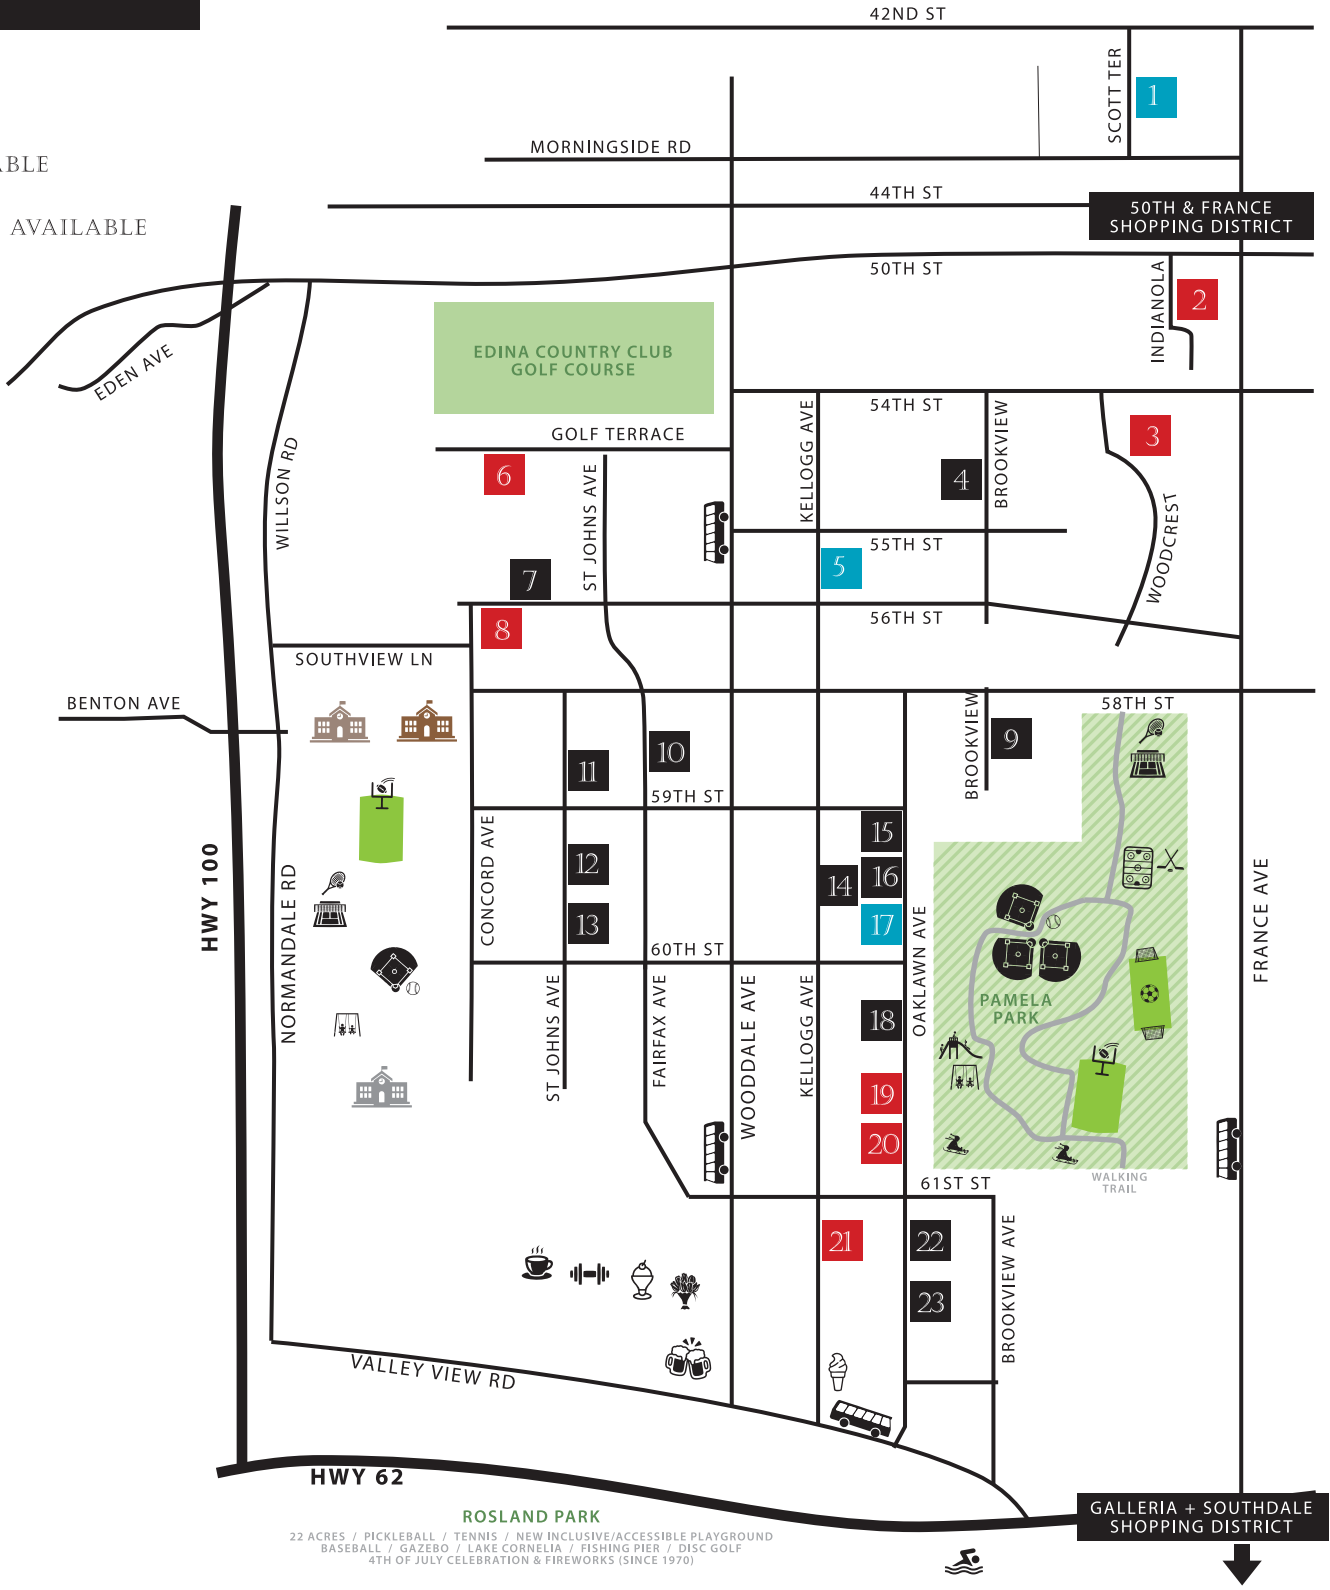 42ND ST
SCOTT TER
1
MORNINGSIDE RD
ABLE
44TH ST
50TH & FRANCE
SHOPPING DISTRICT
AVAILABLE
50TH ST
INDIANOLA
2
EDEN AVE
EDINA COUNTRY CLUB
GOLF COURSE
54TH ST
KELLOGG AVE
BROOKVIEW
3
GOLF TERRACE
WILLSON RD
6
ST JOHNS AVE
4
WOODCREST
55TH ST
7
5
8
56TH ST
SOUTHVIEW LN
BENTON AVE
BROOKVIEW
58TH ST
9
10
11
59TH ST
HWY 100
NORMANDALE RD
CONCORD AVE
15
12
14
16
13
17
OAKLAWN AVE
FRANCE AVE
60TH ST
ST JOHNS AVE
FAIRFAX AVE
WOODDALE AVE
KELLOGG AVE
18
PAMELA
PARK
19
20
WALKING
TRAIL
61ST ST
21
22
BROOKVIEW AVE
23
VALLEY VIEW RD
HWY 62
GALLERIA + SOUTHDALE
SHOPPING DISTRICT
ROSLAND PARK
22 ACRES / PICKLEBALL / TENNIS / NEW INCLUSIVE/ACCESSIBLE PLAYGROUND
BASEBALL / GAZEBO / LAKE CORNELIA / FISHING PIER / DISC GOLF
4TH OF JULY CELEBRATION & FIREWORKS (SINCE 1970)